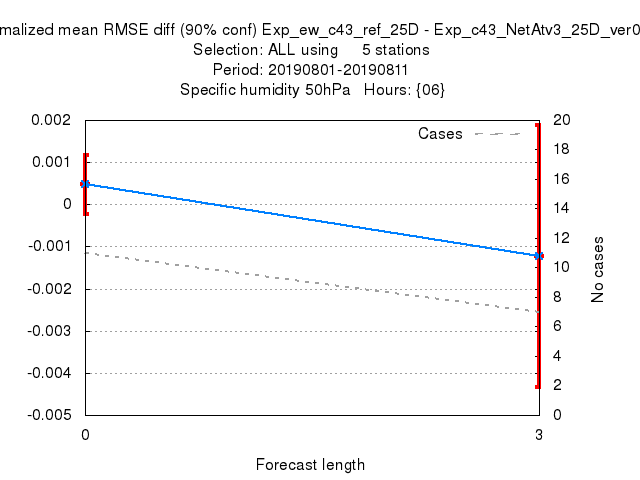 malized mean RMSE diff (90% conf) Exp_ew_c43_ref_25D - Exp_c43_NetAtv3_25D_ver0
Selection: ALL using 5 stations
Period: 20190801-20190811
Specific humidity 50hPa Hours: {06}
Cases
0.002
0.001
0
-0.001
-0.002
-0.003
-0.004
-0.005
20
18
16
14
12
10
8
6
4
2
0
No cases
0 3
Forecast length